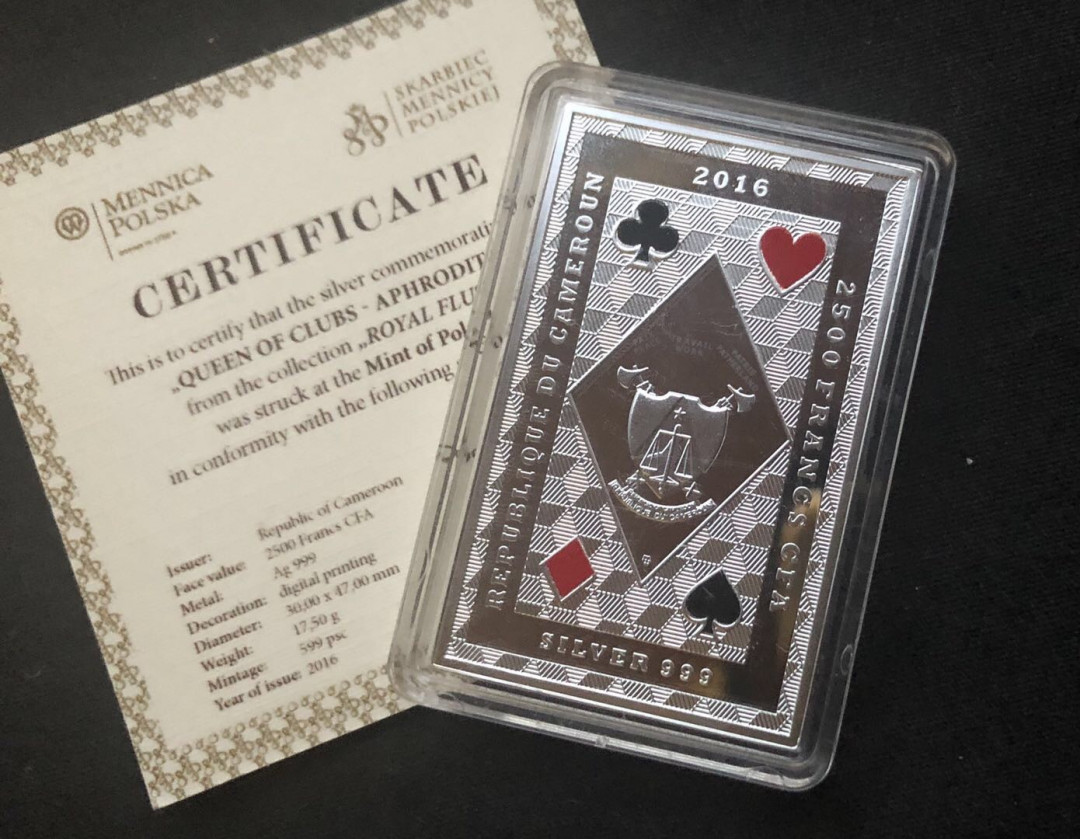 SKARBIEC
MENNICY
POLSKIEJ
MENNICA
POLSKA
CERTIFICATE
This is to certify that the silver commemorati
„QUEEN OF CLUBS - APHRODIT
from the collection „ROYAL FLU
was struck at the Mint of Pol
in conformity with the following
Issuer: Republic of Cameroon
Face value: 2500 Francs CFA
Metal: Ag 999
Decoration: digital printing
Diameter: 30,00 x 47,00 mm
Weight: 17,50 g
Mintage: 599 psc
Year of issue: 2016
2016
REPUBLIQUE DU CAMEROUN
2500 FRANCS CFA
TRAVAIL
WORK
SILVER 999